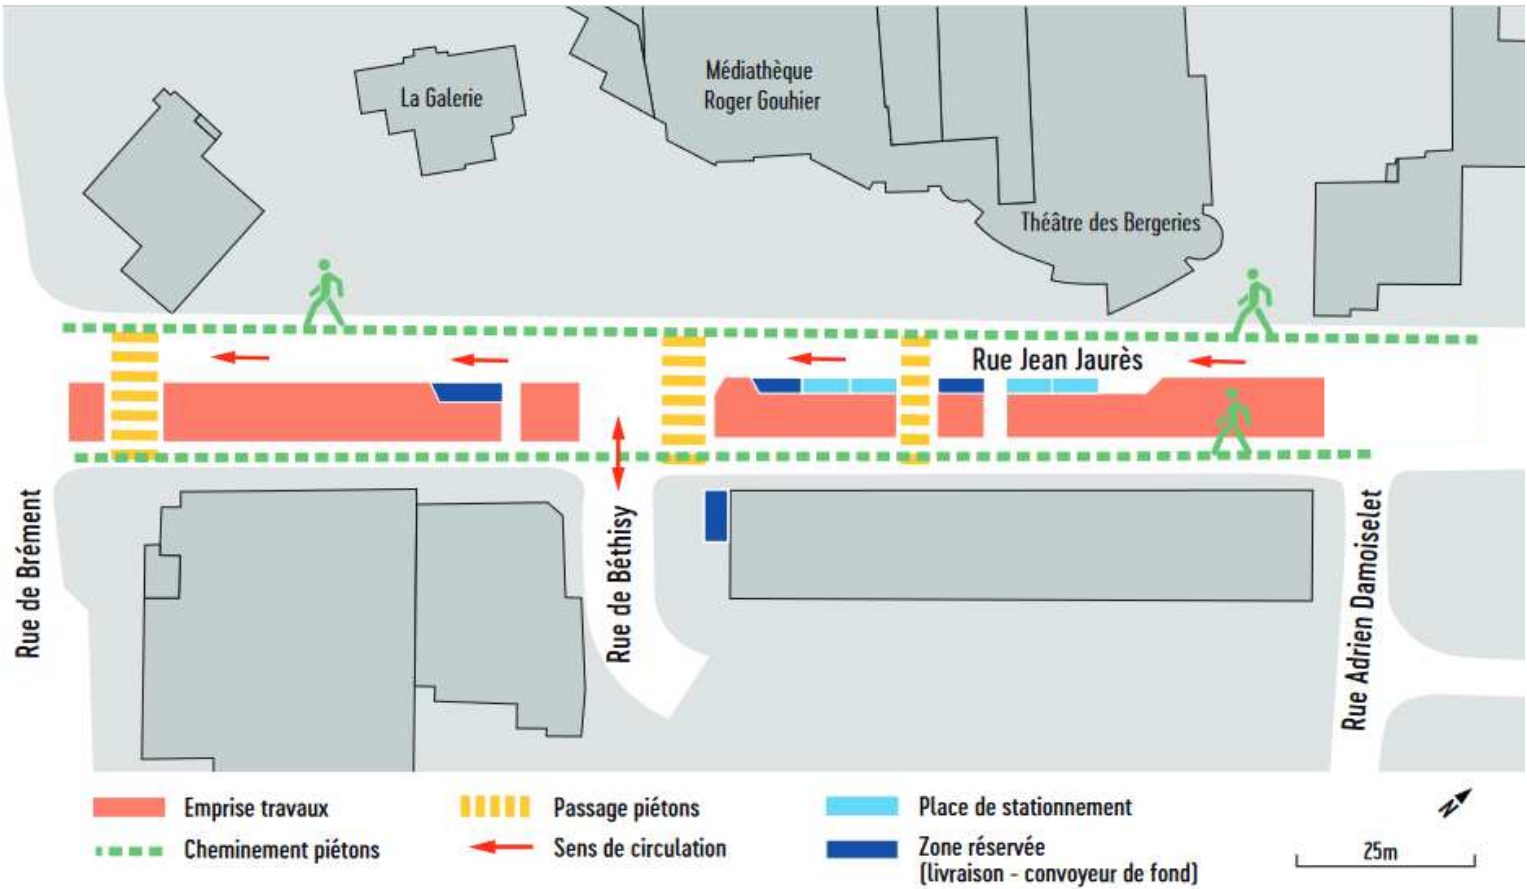 La Galerie
Médiathèque
Roger Gouhier
Théâtre des Bergeries
Rue Jean Jaurès
Rue de Brément
Rue de Béthisy
Rue Adrien Damoiselet
Emprise travaux
Passage piétons
Place de stationnement
Cheminement piétons
Sens de circulation
Zone réservée
(livraison - convoyeur de fond)
N
25m